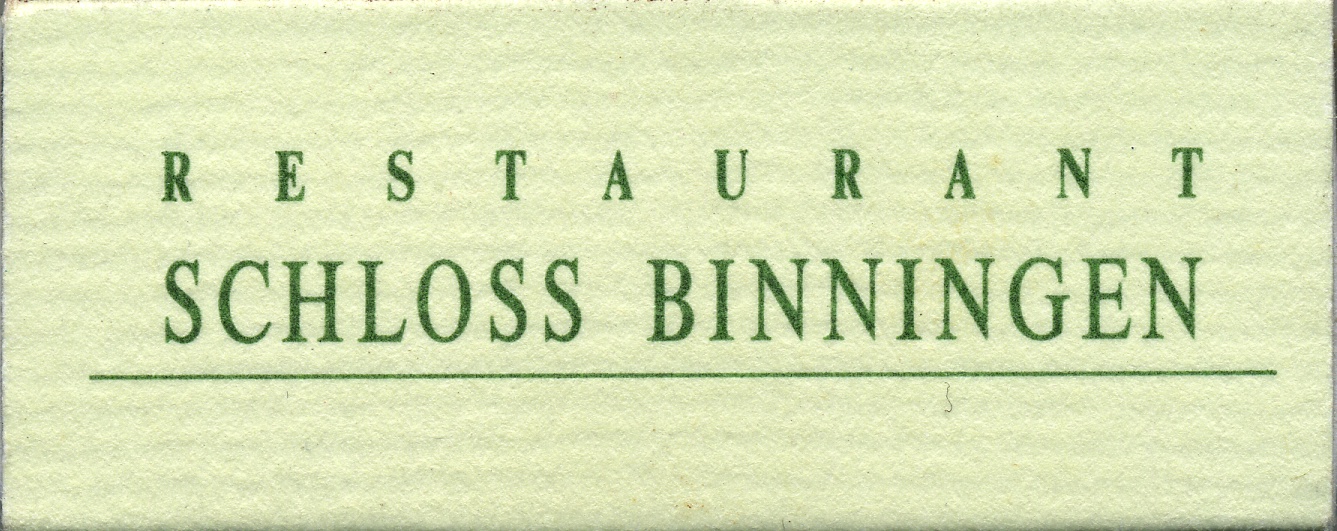 RESTAURANT
SCHLOSS BINNINGEN